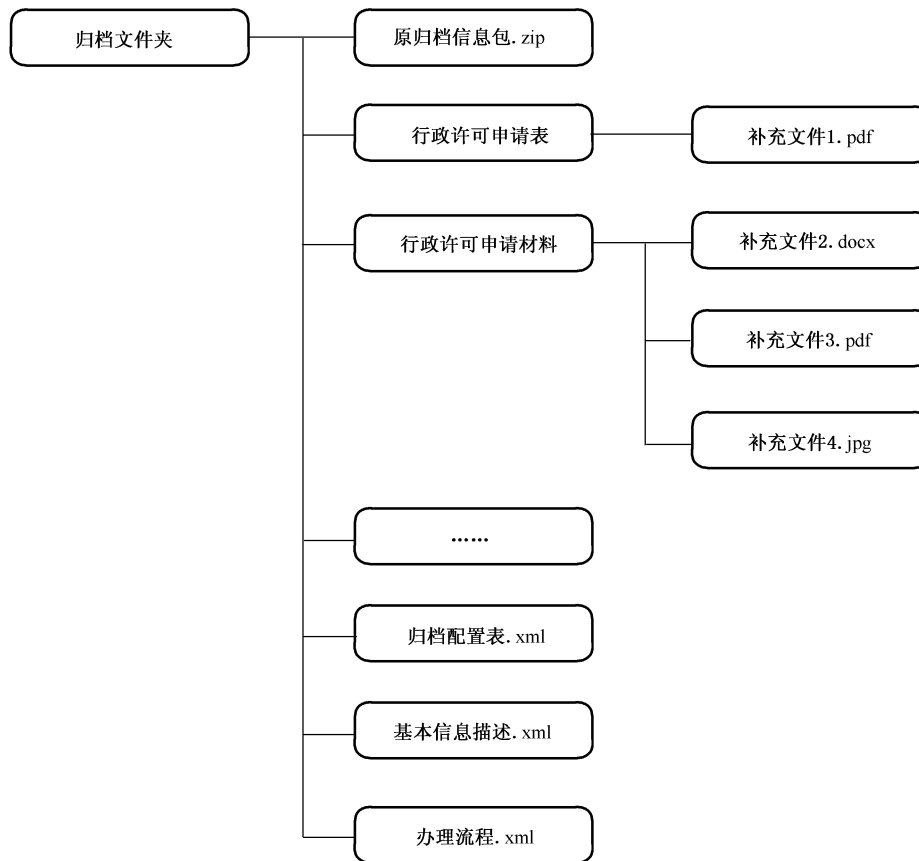 归档文件夹
原归档信息包.zip
行政许可申请表
补充文件1.pdf
行政许可申请材料
补充文件2.docx
补充文件3.pdf
补充文件4.jpg
……
归档配置表.xml
基本信息描述.xml
办理流程.xml